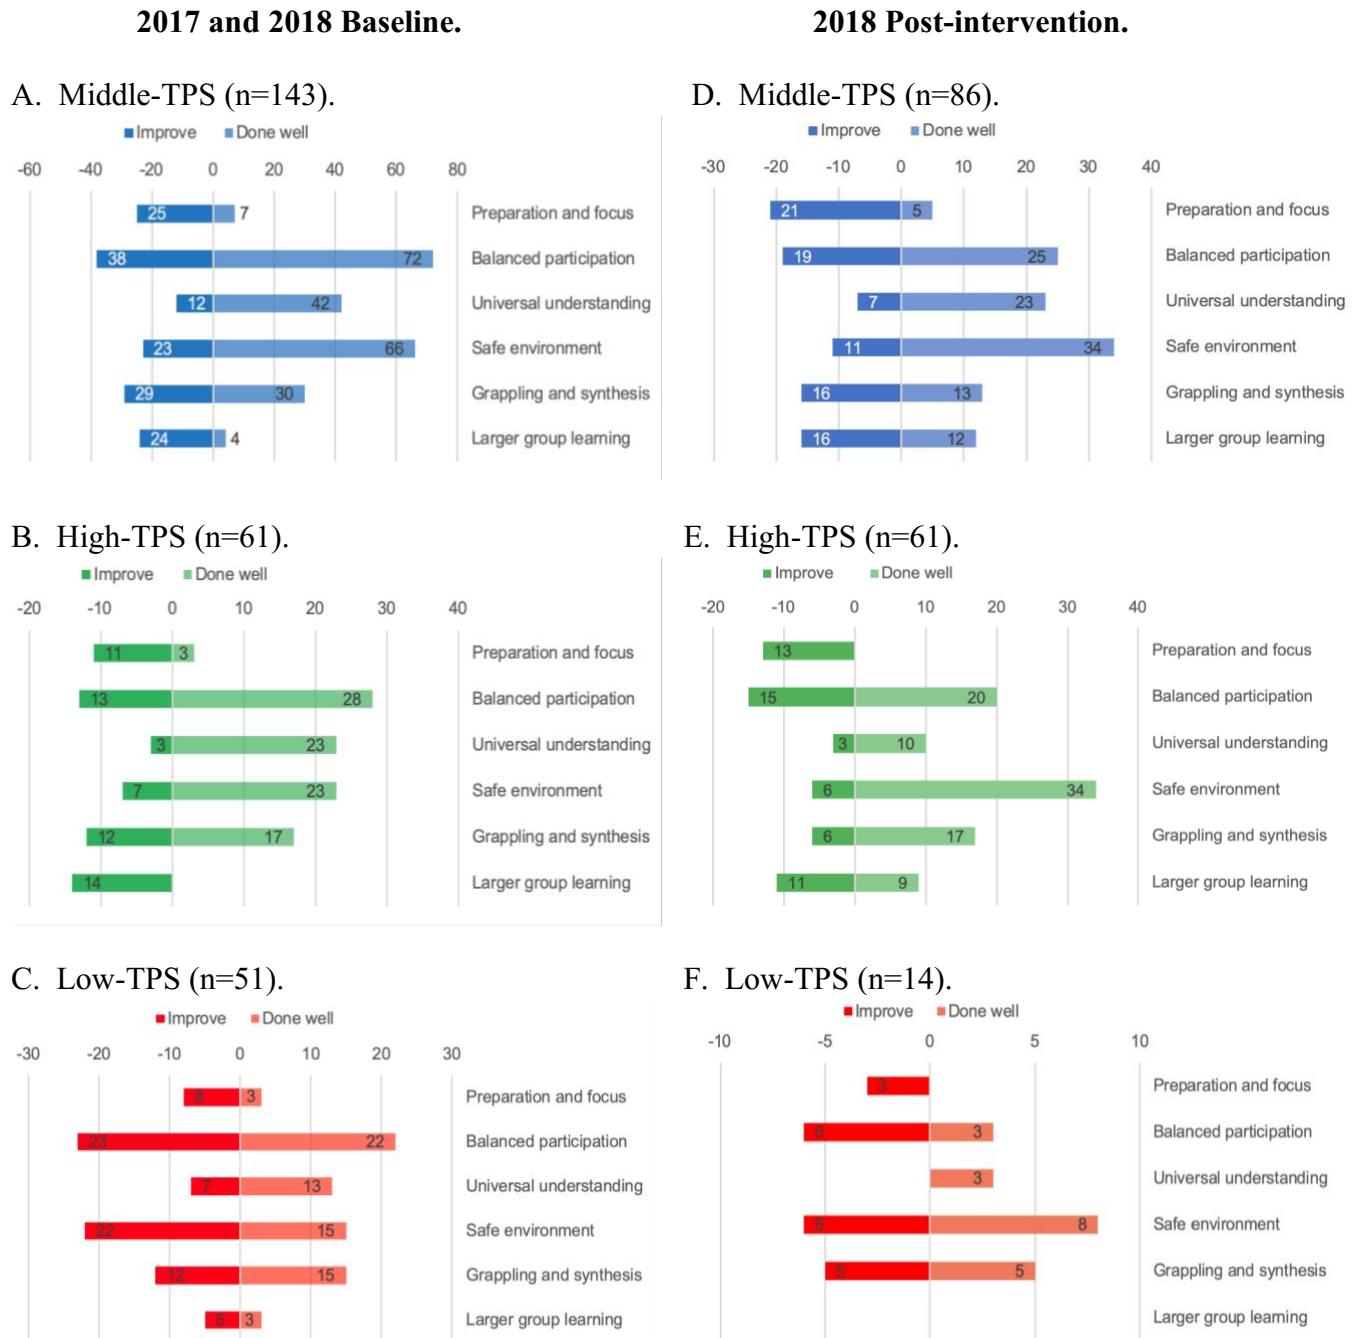 2017 and 2018 Baseline.
2018 Post-intervention.
A. Middle-TPS (n=143).
Improve Done well
-60 -40 -20 0 20 40 60 80
25 7 Preparation and focus
38 72 Balanced participation
12 42 Universal understanding
23 66 Safe environment
29 30 Grappling and synthesis
24 4 Larger group learning
D. Middle-TPS (n=86).
Improve Done well
-30 -20 -10 0 10 20 30 40
21 5 Preparation and focus
19 25 Balanced participation
7 23 Universal understanding
11 34 Safe environment
16 13 Grappling and synthesis
16 12 Larger group learning
B. High-TPS (n=61).
Improve Done well
-20 -10 0 10 20 30 40
11 3 Preparation and focus
13 28 Balanced participation
3 23 Universal understanding
7 23 Safe environment
12 17 Grappling and synthesis
14 Larger group learning
E. High-TPS (n=61).
Improve Done well
-20 -10 0 10 20 30 40
13 Preparation and focus
15 20 Balanced participation
3 10 Universal understanding
6 34 Safe environment
6 17 Grappling and synthesis
11 9 Larger group learning
C. Low-TPS (n=51).
Improve Done well
-30 -20 -10 0 10 20 30
8 3 Preparation and focus
23 22 Balanced participation
7 13 Universal understanding
22 15 Safe environment
12 15 Grappling and synthesis
5 3 Larger group learning
F. Low-TPS (n=14).
Improve Done well
-10 -5 0 5 10
3 Preparation and focus
6 3 Balanced participation
3 Universal understanding
6 8 Safe environment
5 5 Grappling and synthesis
Larger group learning